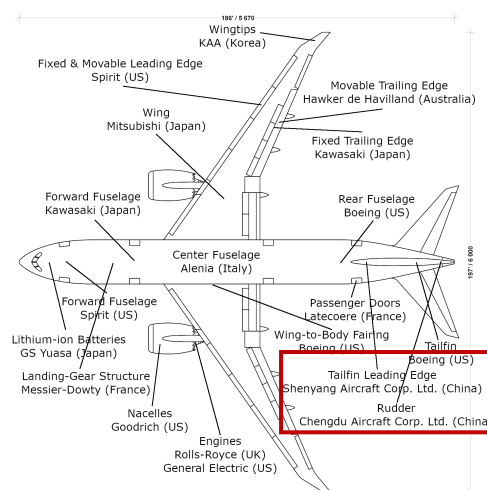 186' / 5 670
Wingtips
KAA (Korea)
Fixed & Movable Leading Edge
Spirit (US)
Movable Trailing Edge
Hawker de Havilland (Australia)
Wing
Mitsubishi (Japan)
Fixed Trailing Edge
Kawasaki (Japan)
Forward Fuselage
Kawasaki (Japan)
Rear Fuselage
Boeing (US)
Center Fuselage
Alenia (Italy)
197' / 6 000
Forward Fuselage
Spirit (US)
Passenger Doors
Latecoere (France)
Lithium-ion Batteries
GS Yuasa (Japan)
Wing-to-Body Fairing
Boeing (US)
Tailfin
Boeing (US)
Landing-Gear Structure
Messier-Dowty (France)
Tailfin Leading Edge
Shenyang Aircraft Corp. Ltd. (China)
Nacelles
Goodrich (US)
Rudder
Chengdu Aircraft Corp. Ltd. (China
Engines
Rolls-Royce (UK)
General Electric (US)